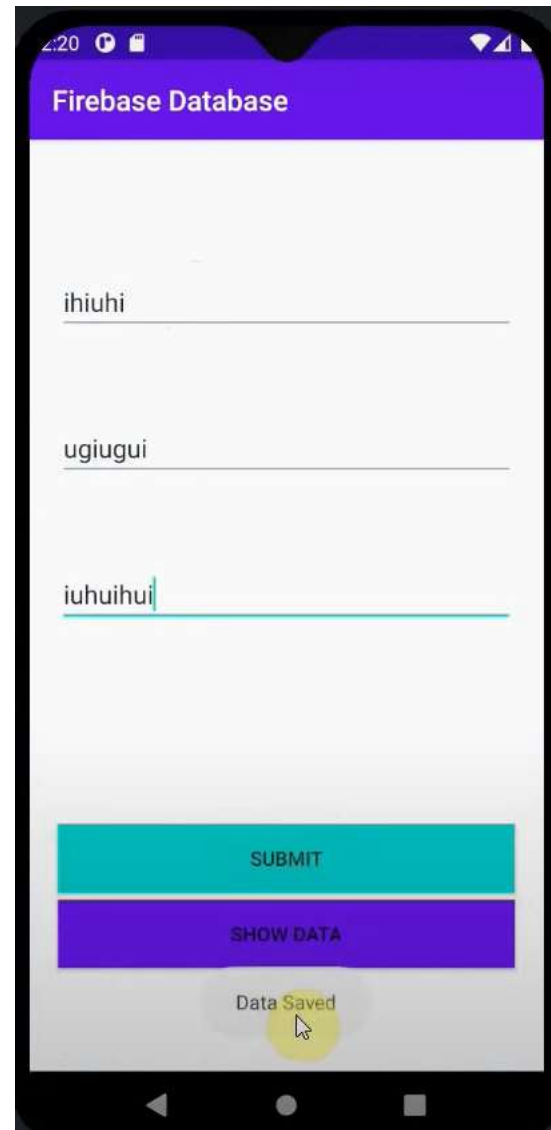 2:20
Firebase Database
ihiuhi
ugiugui
iuhuihui
SUBMIT
SHOW DATA
Data Saved